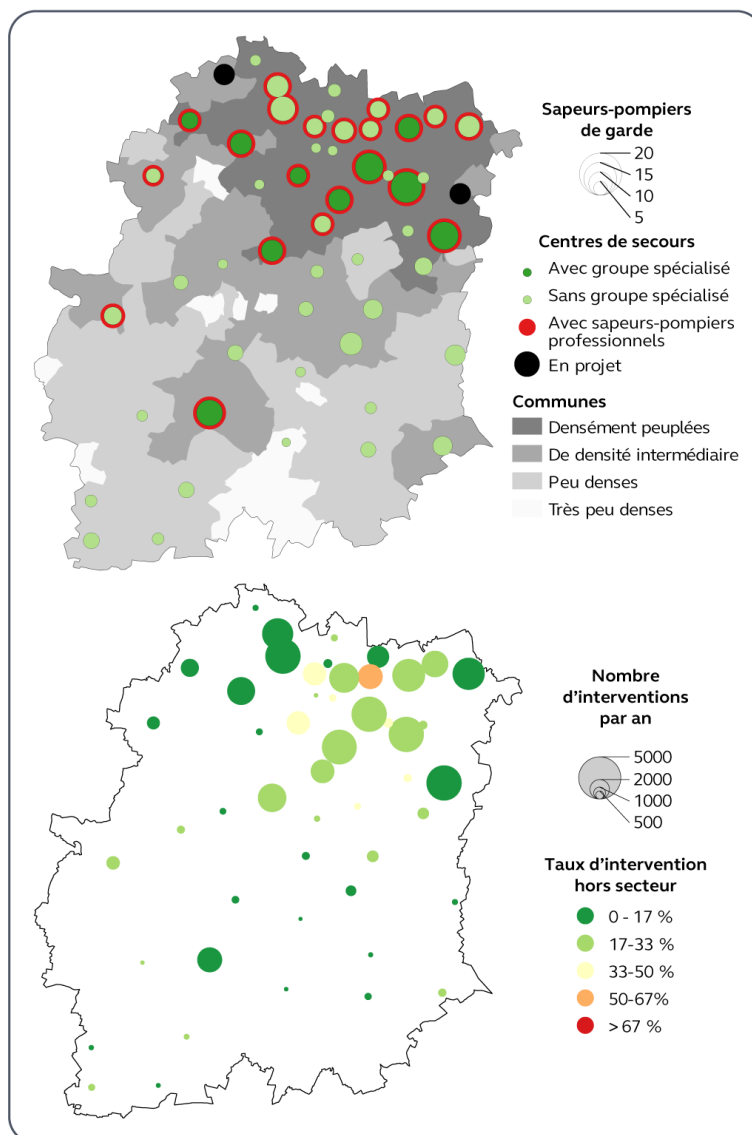 Sapeurs-pompiers
de garde
20
15
10
5
Centres de secours
Avec groupe spécialisé
Sans groupe spécialisé
Avec sapeurs-pompiers
professionnels
En projet
Communes
Densément peuplées
De densité intermédiaire
Peu denses
Très peu denses
Nombre
d'interventions
par an
5000
2000
1000
500
Taux d'intervention
hors secteur
0 - 17 %
17-33 %
33-50 %
50-67%
>67 %